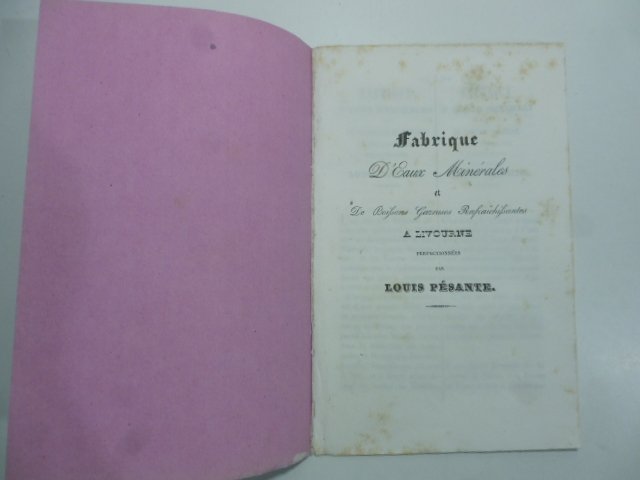 Fabrique
D'Eaux Minérales
et
De Boissons Gazeuses Rafraichissantes
A LIVOURNE
PERFECTIONNÉES
PAR
LOUIS PÉSANTE.